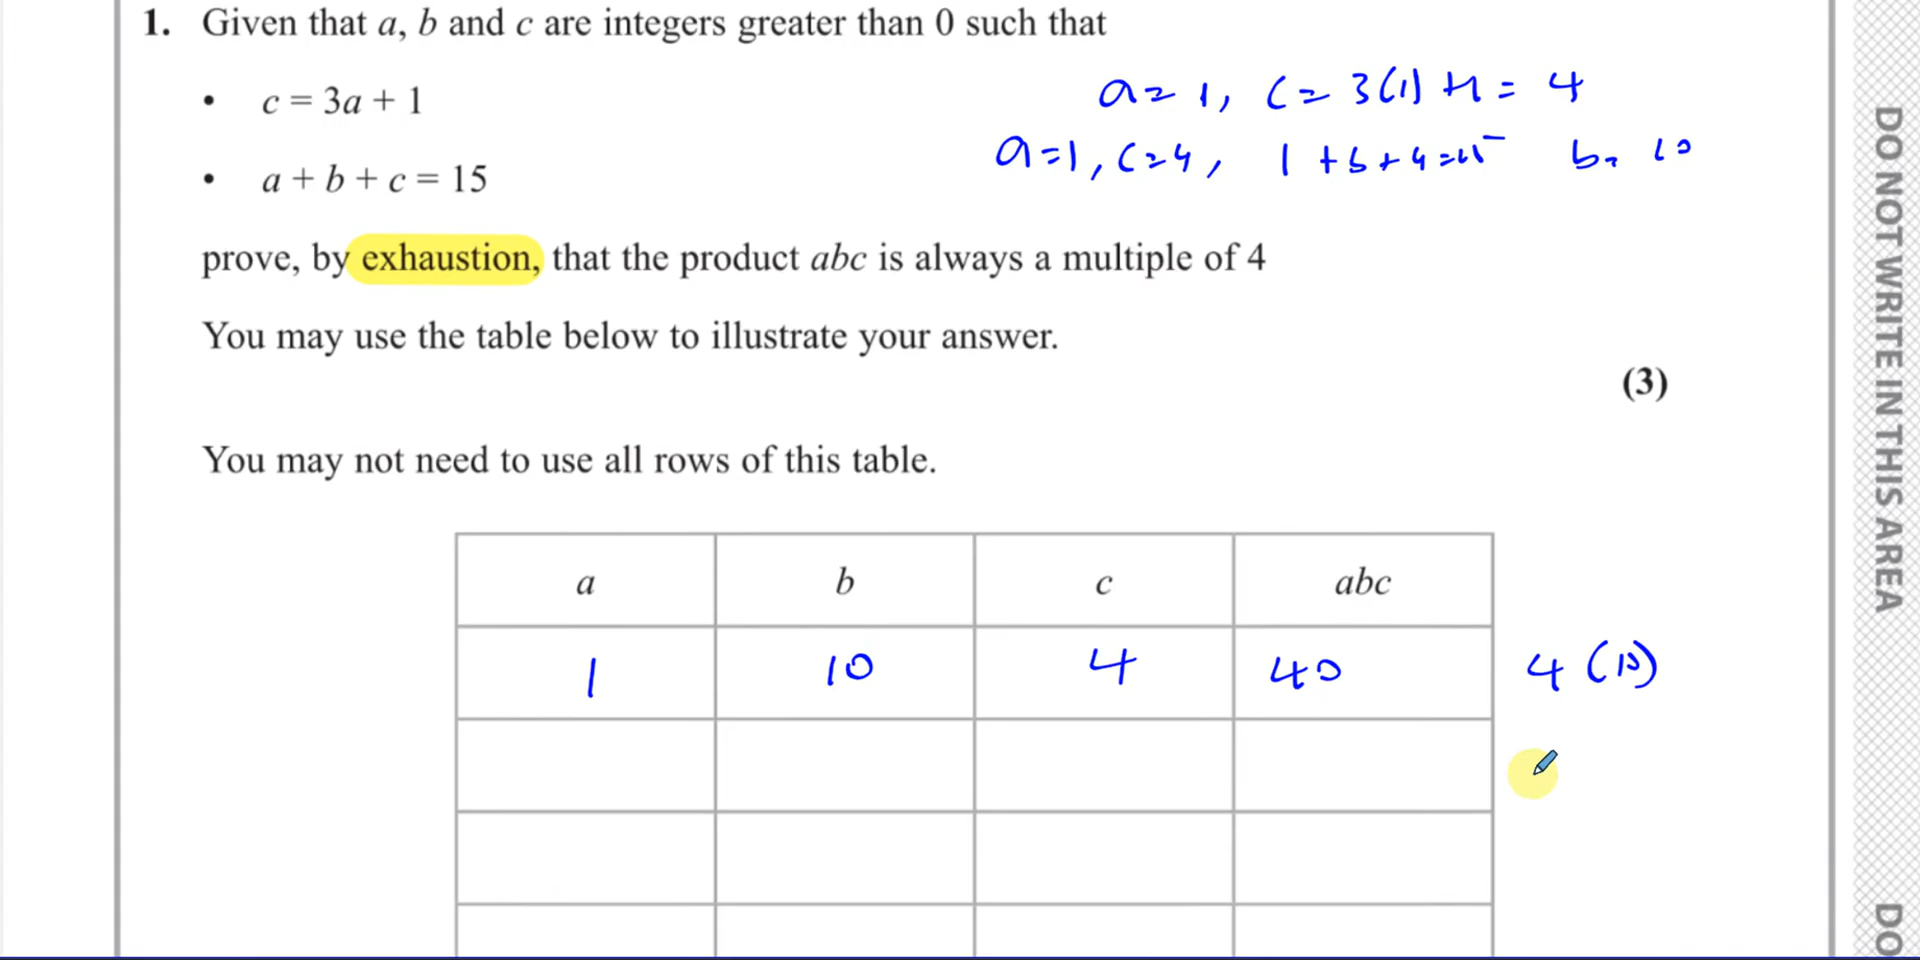 1. Given that a, b and c are integers greater than 0 such that
• c = 3a + 1
a = 1, c = 3(1) + 1 = 4
• a + b + c = 15
a = 1, c = 4, 1 + b + 4 = 15 b = 10
prove, by exhaustion, that the product abc is always a multiple of 4
You may use the table below to illustrate your answer.
(3)
You may not need to use all rows of this table.
a b c abc
1 10 4 40 4 (10)
DO NOT WRITE IN THIS AREA
DO